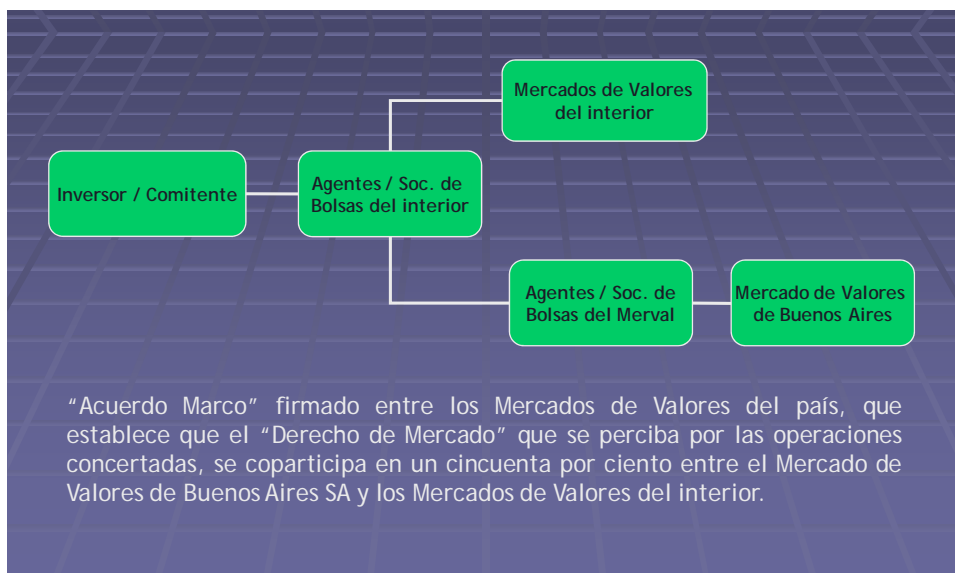 Mercados de Valores
del interior
Inversor / Comitente
Agentes / Soc. de
Bolsas del interior
Agentes / Soc. de
Bolsas del Merval
Mercado de Valores
de Buenos Aires
“Acuerdo Marco” firmado entre los Mercados de Valores del país, que
establece que el “Derecho de Mercado” que se perciba por las operaciones
concertadas, se coparticipa en un cincuenta por ciento entre el Mercado de
Valores de Buenos Aires SA y los Mercados de Valores del interior.